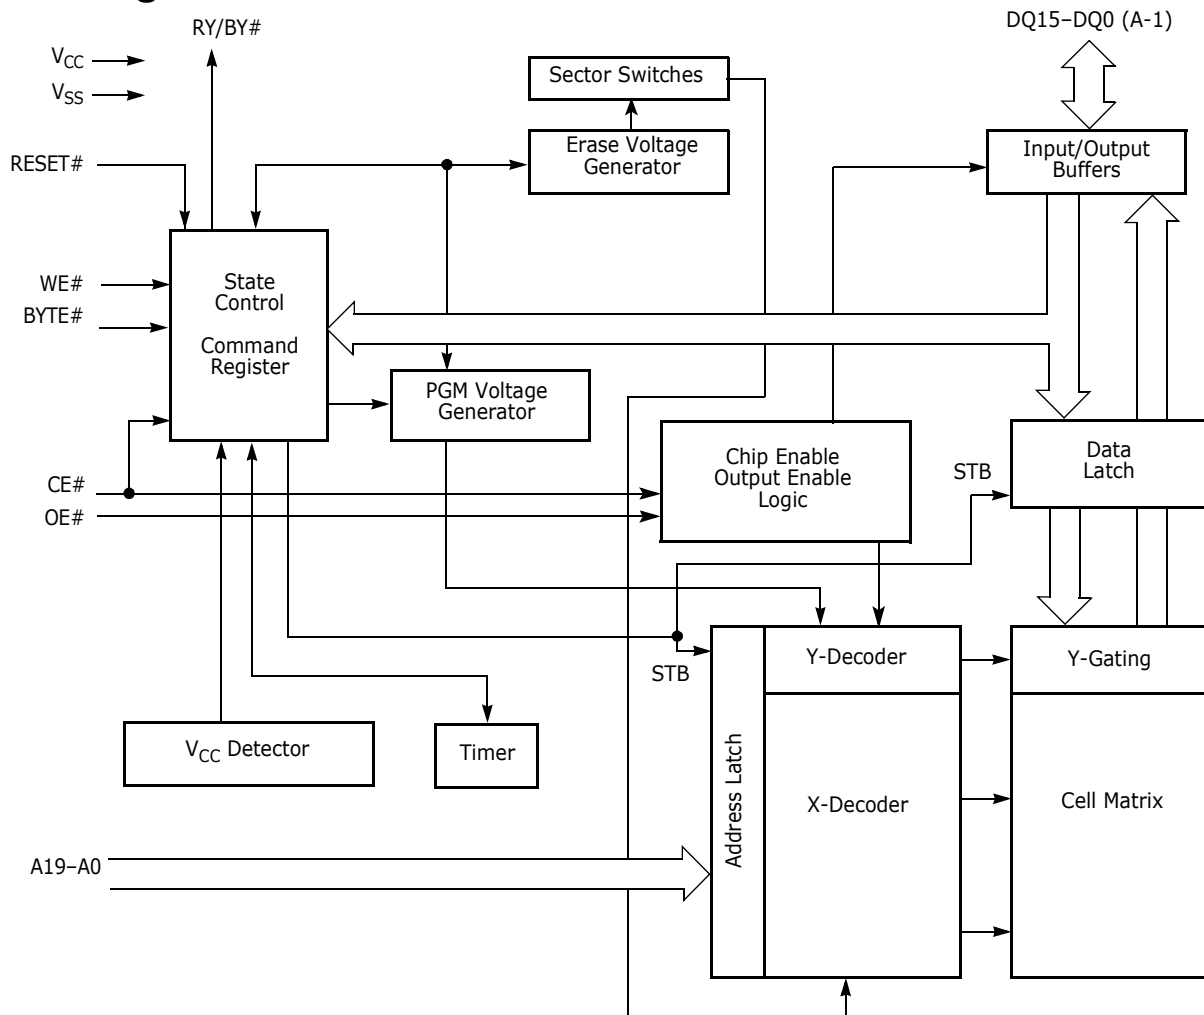 RY/BY#
DQ15–DQ0 (A-1)
VCC
VSS
Sector Switches
Erase Voltage
Generator
Input/Output
Buffers
RESET#
WE#
BYTE#
State
Control
Command
Register
PGM Voltage
Generator
Chip Enable
Output Enable
Logic
Data
Latch
STB
CE#
OE#
STB
Y-Decoder
Y-Gating
VCC Detector
Timer
Address Latch
X-Decoder
Cell Matrix
A19–A0